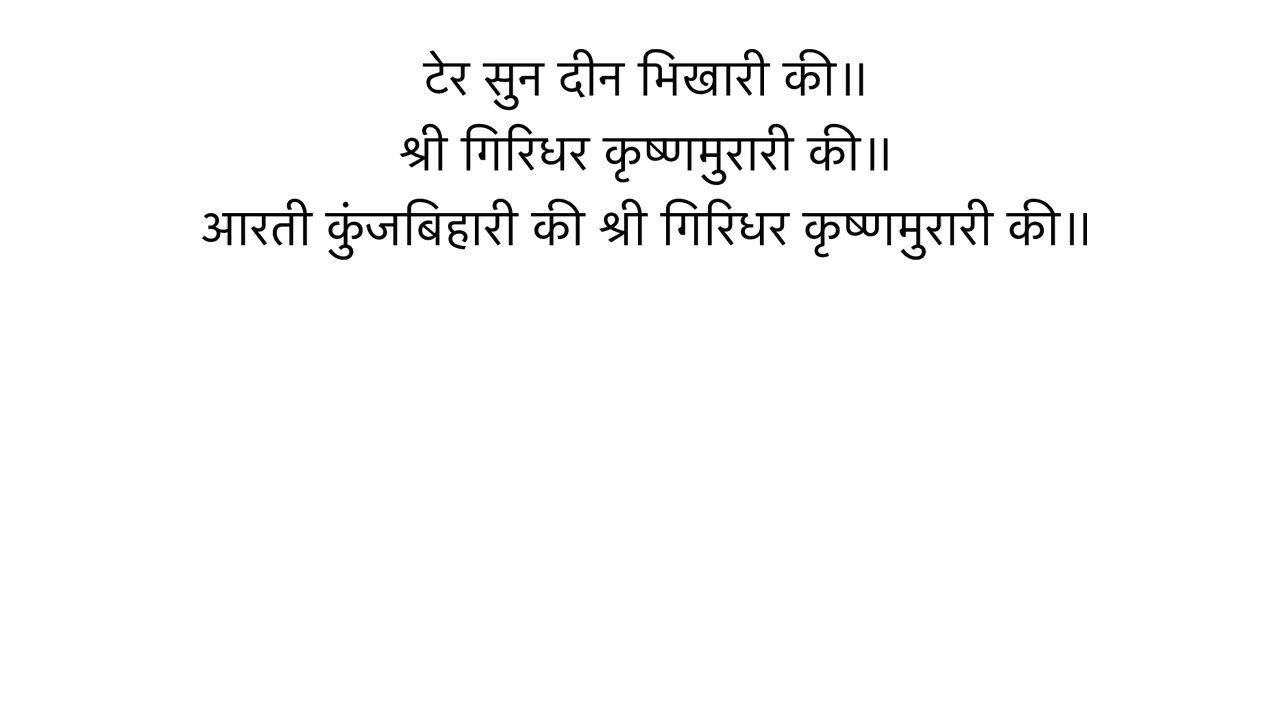 टेर सुन दीन भिखारी की॥
श्री गिरिधर कृष्णमुरारी की॥
आरती कुंजबिहारी की श्री गिरिधर कृष्णमुरारी की॥